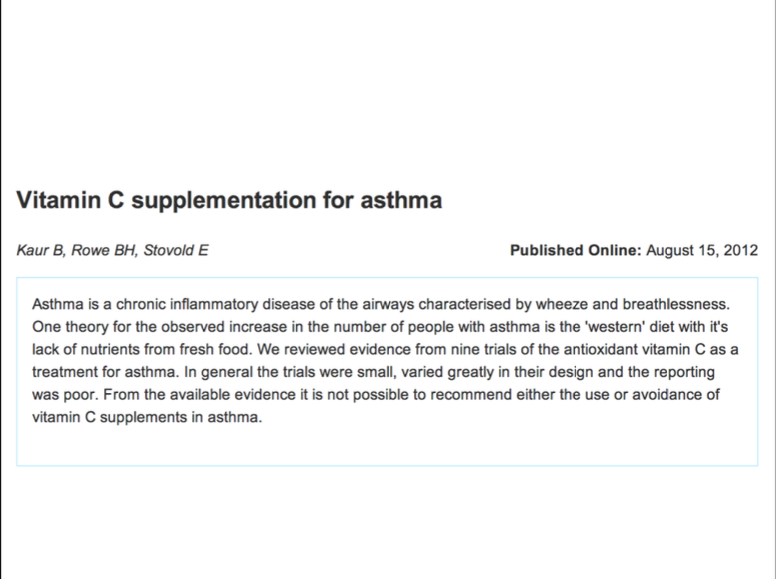 Vitamin C supplementation for asthma
Kaur B, Rowe BH, Stovold E
Published Online: August 15, 2012
Asthma is a chronic inflammatory disease of the airways characterised by wheeze and breathlessness.
One theory for the observed increase in the number of people with asthma is the 'western' diet with it's
lack of nutrients from fresh food. We reviewed evidence from nine trials of the antioxidant vitamin C as a
treatment for asthma. In general the trials were small, varied greatly in their design and the reporting
was poor. From the available evidence it is not possible to recommend either the use or avoidance of
vitamin C supplements in asthma.